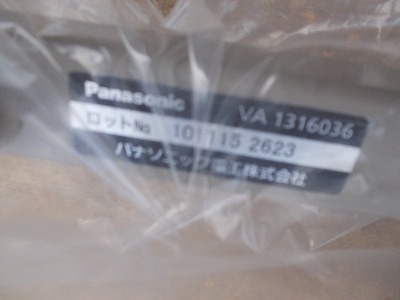 Panasonic VA 1316036
ロット№ 101115 2623
パナソニック電工株式会社